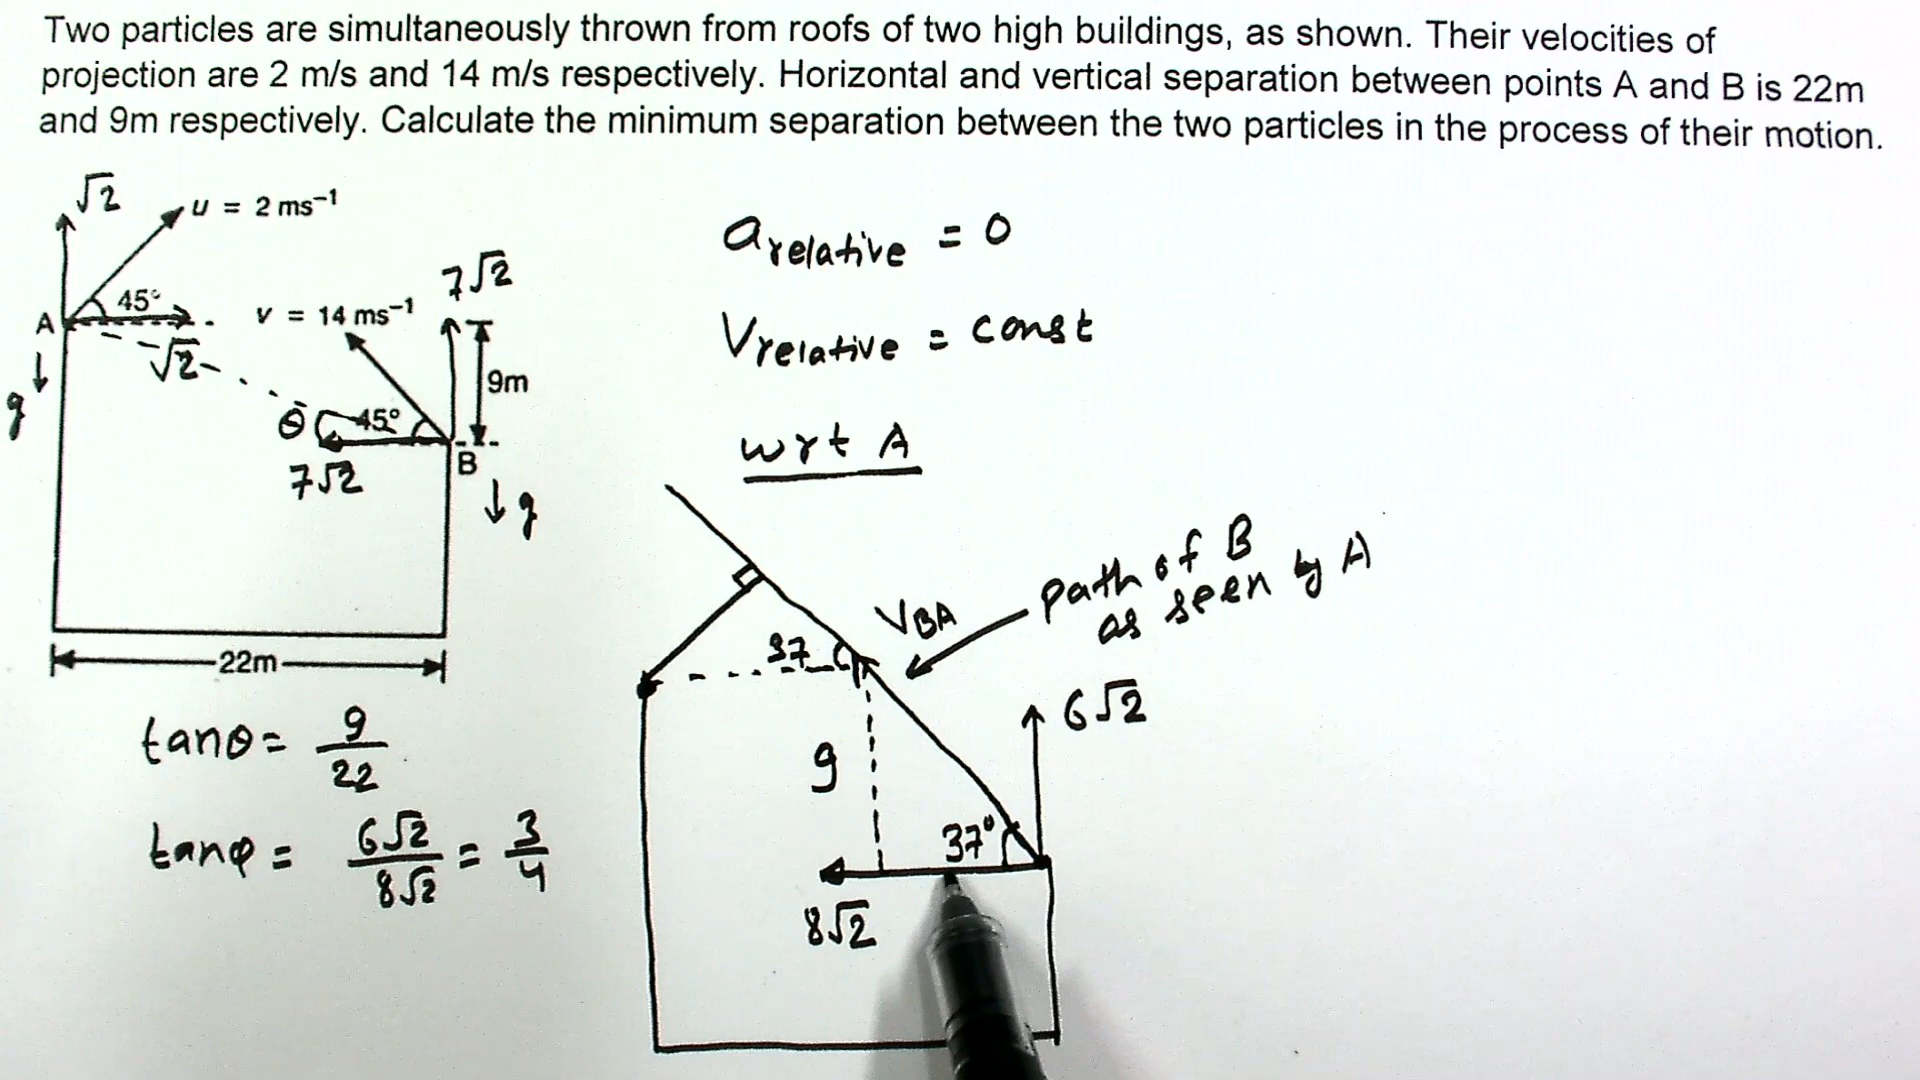 Two particles are simultaneously thrown from roofs of two high buildings, as shown. Their velocities of
projection are 2 m/s and 14 m/s respectively. Horizontal and vertical separation between points A and B is 22m
and 9m respectively. Calculate the minimum separation between the two particles in the process of their motion.
√2
u = 2 ms⁻¹
45°
A
√2
g
v = 14 ms⁻¹
7√2
9m
θ
45°
7√2
B
g
22m
tanθ = 9/22
tanφ = 6√2/8√2 = 3/4
a relative = 0
V relative = const
wrt A
path of B
as seen by A
VBA
37
6√2
9
37°
8√2